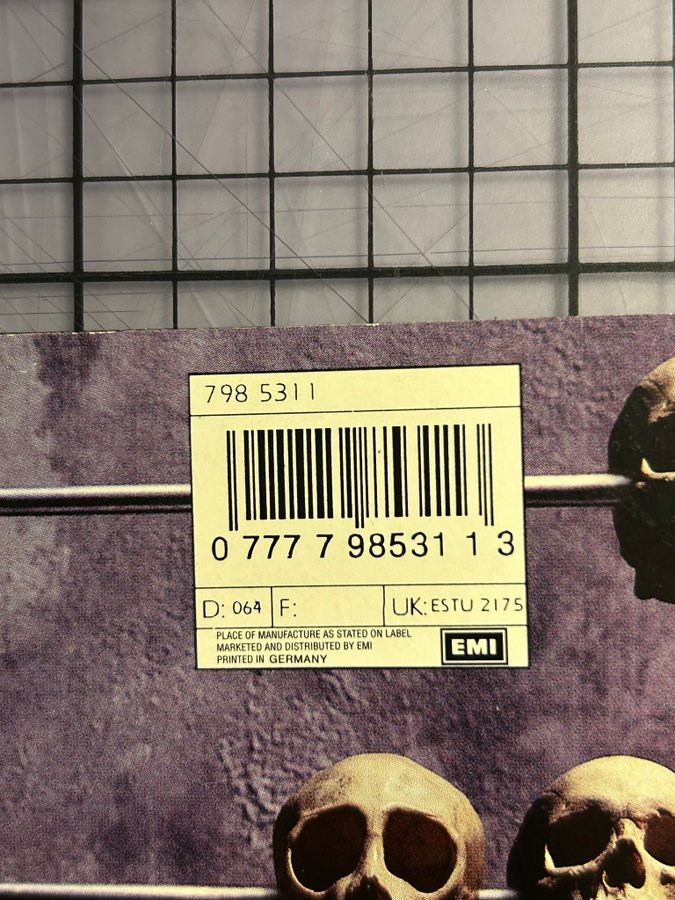 798 5311
0 777 7 98531 1 3
D: 064 F: UK: ESTU 2175
PLACE OF MANUFACTURE AS STATED ON LABEL
MARKETED AND DISTRIBUTED BY EMI
PRINTED IN GERMANY
EMI